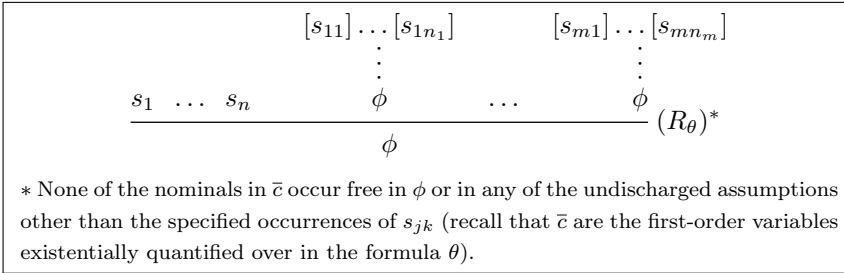 [s₁₁] … [s₁ₙ₁] [sₘ₁] … [sₘₙₘ]
⋮ ⋮
s₁ … sₙ ϕ … ϕ
(R_θ)*
ϕ
* None of the nominals in c̄ occur free in ϕ or in any of the undischarged assumptions
other than the specified occurrences of sⱼₖ (recall that c̄ are the first-order variables
existentially quantified over in the formula θ).